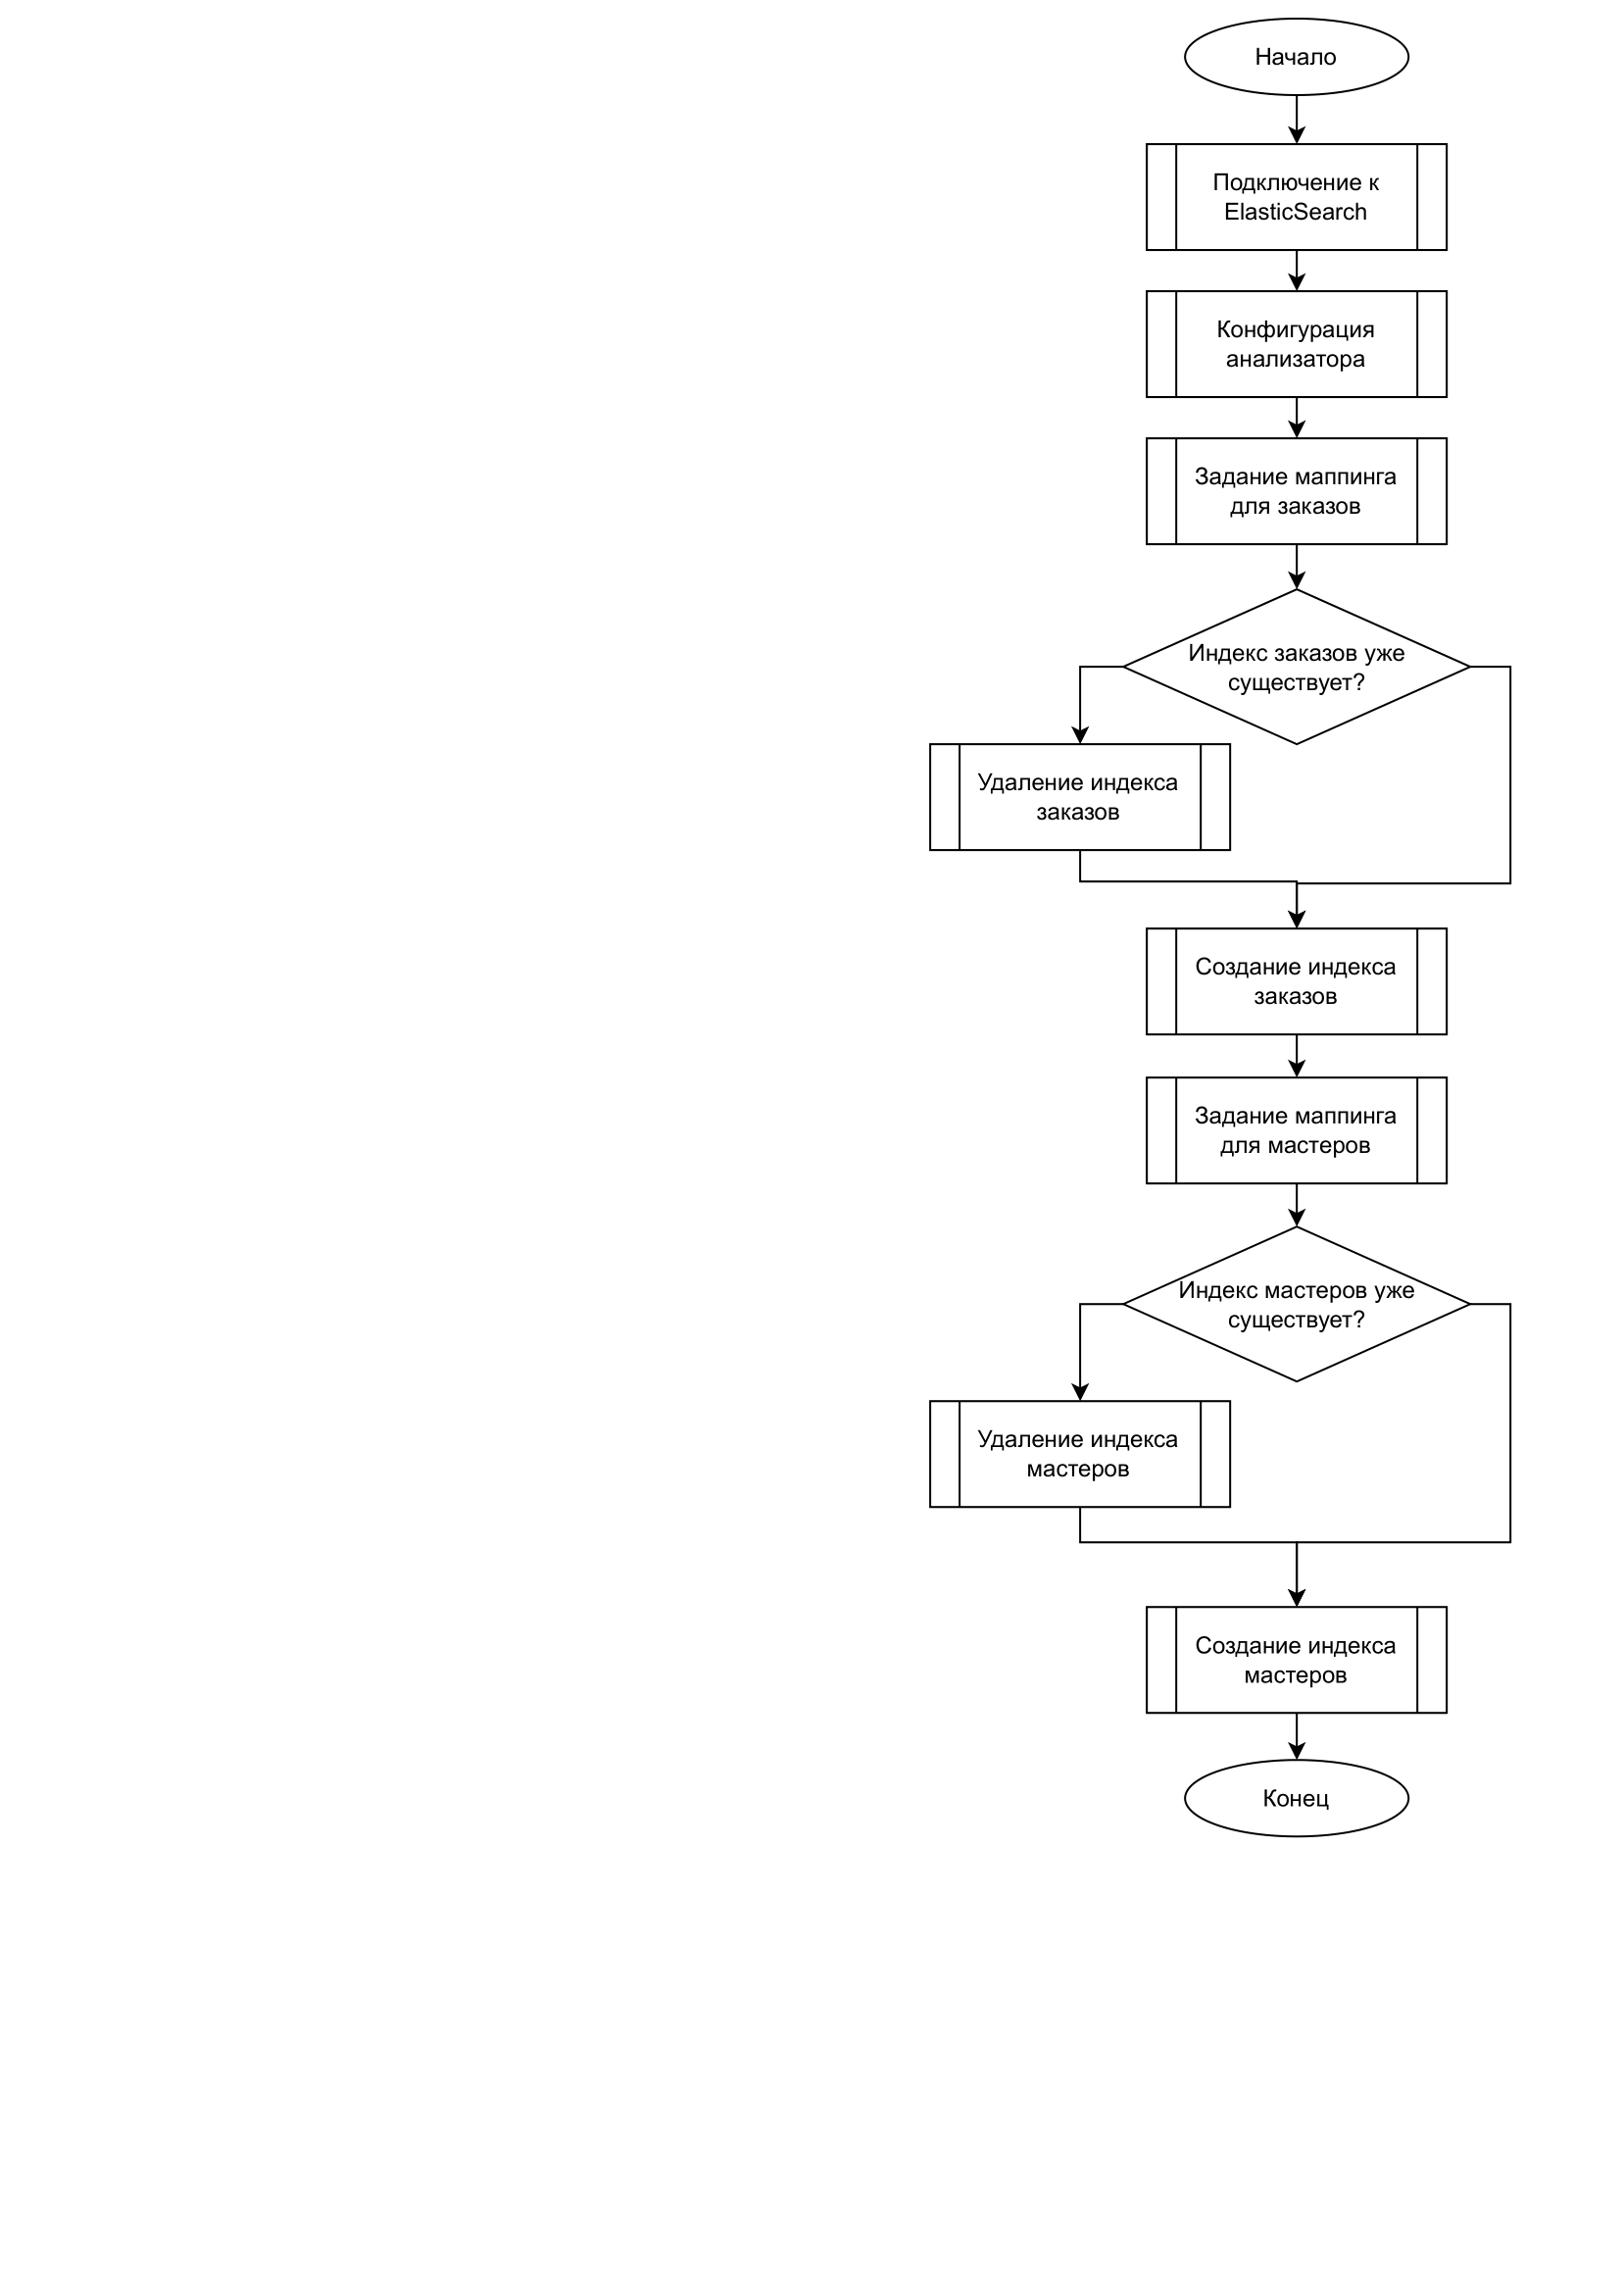 Начало
Подключение к
ElasticSearch
Конфигурация
анализатора
Задание маппинга
для заказов
Индекс заказов уже
существует?
Удаление индекса
заказов
Создание индекса
заказов
Задание маппинга
для мастеров
Индекс мастеров уже
существует?
Удаление индекса
мастеров
Создание индекса
мастеров
Конец